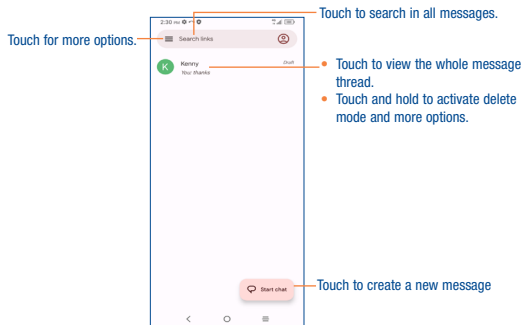 Touch to search in all messages.
Touch for more options.
2:30 PM
Search links
Kenny
Draft
You: thanks
• Touch to view the whole message
thread.
• Touch and hold to activate delete
mode and more options.
Start chat
Touch to create a new message